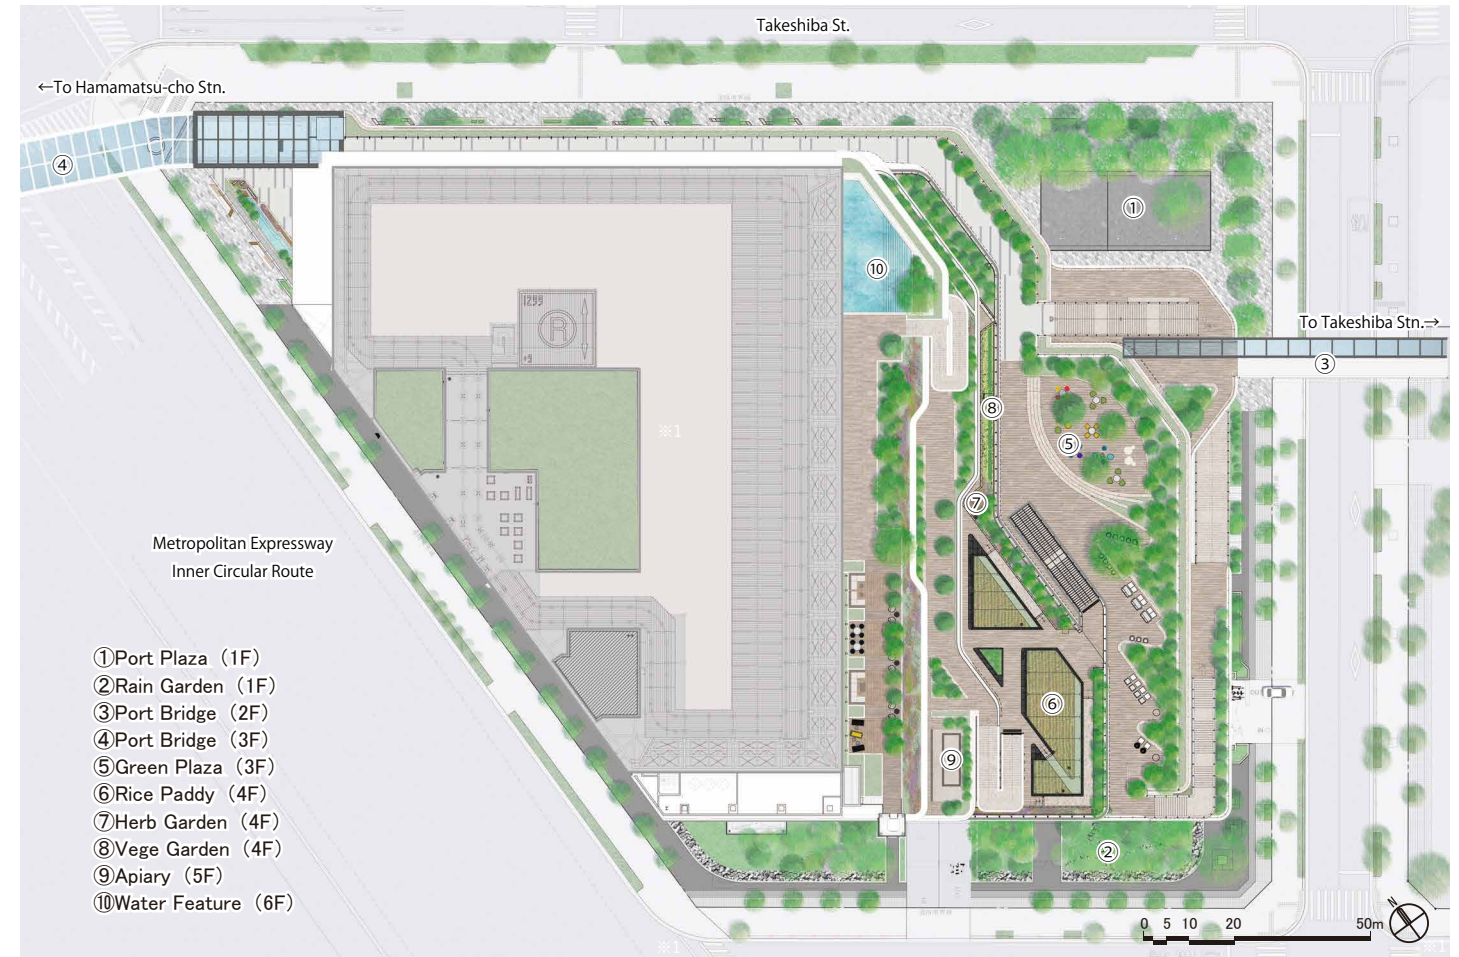 Takeshiba St.
←To Hamamatsu-cho Stn.
④
①
⑩
To Takeshiba Stn.→
③
⑧
⑤
※1
⑦
Metropolitan Expressway
Inner Circular Route
⑥
⑨
②
①Port Plaza（1F）
②Rain Garden（1F）
③Port Bridge（2F）
④Port Bridge（3F）
⑤Green Plaza（3F）
⑥Rice Paddy（4F）
⑦Herb Garden（4F）
⑧Vege Garden（4F）
⑨Apiary（5F）
⑩Water Feature（6F）
R
0 5 10 20 50m
N
※1
※1